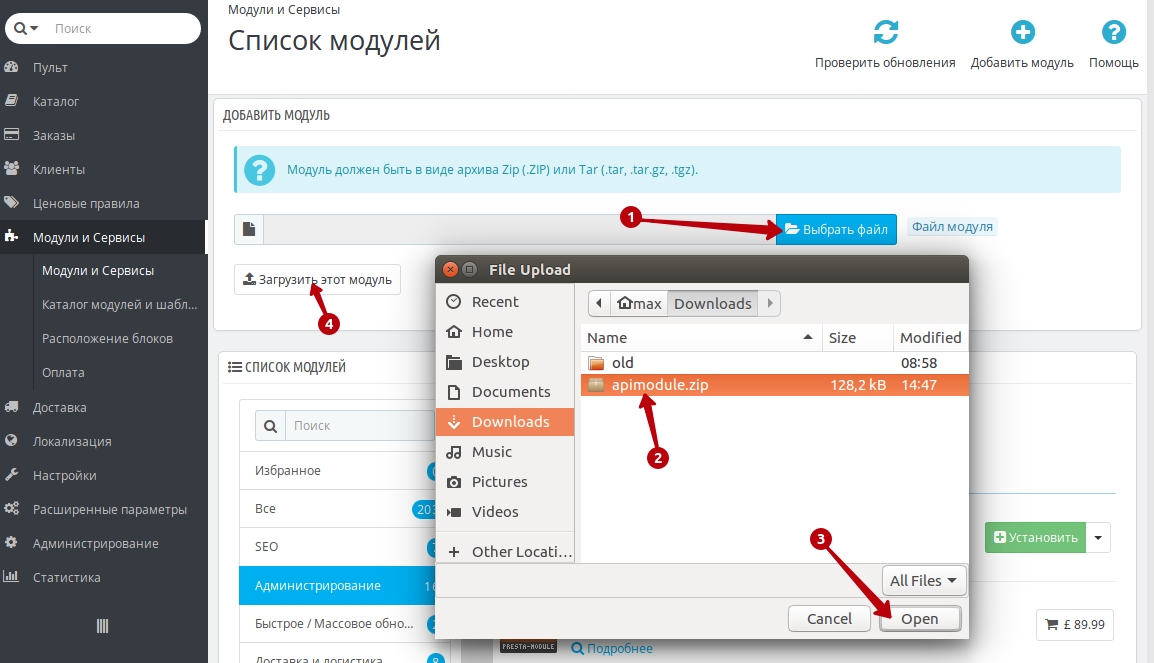 Поиск
Пульт
Каталог
Заказы
Клиенты
Ценовые правила
Модули и Сервисы
Модули и Сервисы
Каталог модулей и шабл...
Расположение блоков
Оплата
Доставка
Локализация
Настройки
Расширенные параметры
Администрирование
Статистика
Модули и Сервисы
Список модулей
Проверить обновления
Добавить модуль
Помощь
ДОБАВИТЬ МОДУЛЬ
Модуль должен быть в виде архива Zip (.ZIP) или Tar (.tar, .tar.gz, .tgz).
1
Выбрать файл
Файл модуля
Загрузить этот модуль
4
СПИСОК МОДУЛЕЙ
Поиск
Избранное
Все
SEO
Администрирование
Быстрое / Массовое обно...
Доставка и логистика
File Upload
Recent
Home
Desktop
Documents
Downloads
Music
Pictures
Videos
Other Locati...
max
Downloads
Name Size Modified
old 08:58
apimodule.zip 128,2 kB 14:47
2
3
All Files
Cancel
Open
Установить
£ 89.99
PRESTA-MODULE
Подробнее